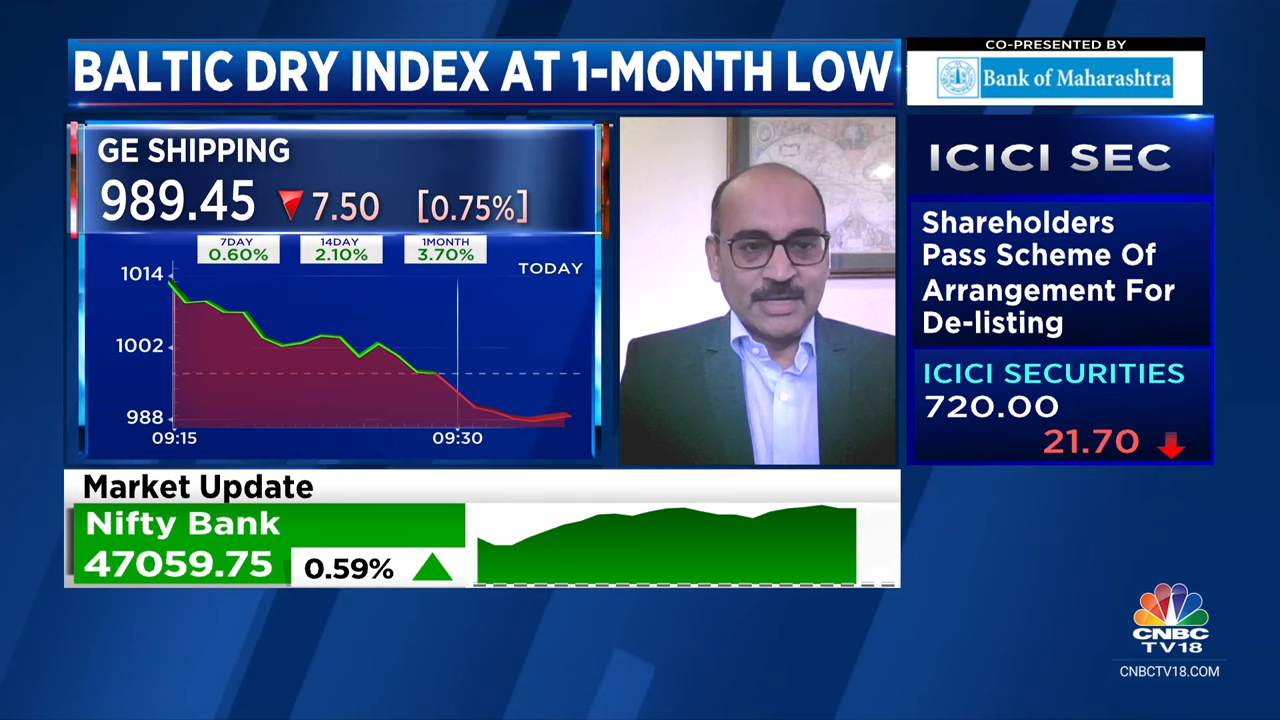 BALTIC DRY INDEX AT 1-MONTH LOW
CO-PRESENTED BY
Bank of Maharashtra
GE SHIPPING
989.45 ▼ 7.50 [0.75%]
7DAY 14DAY 1MONTH
0.60% 2.10% 3.70%
TODAY
1014
1002
988
09:15 09:30
ICICI SEC
Shareholders
Pass Scheme Of
Arrangement For
De-listing
ICICI SECURITIES
720.00
21.70
Market Update
Nifty Bank
47059.75 0.59%
CNBC
TV18
CNBCTV18.COM